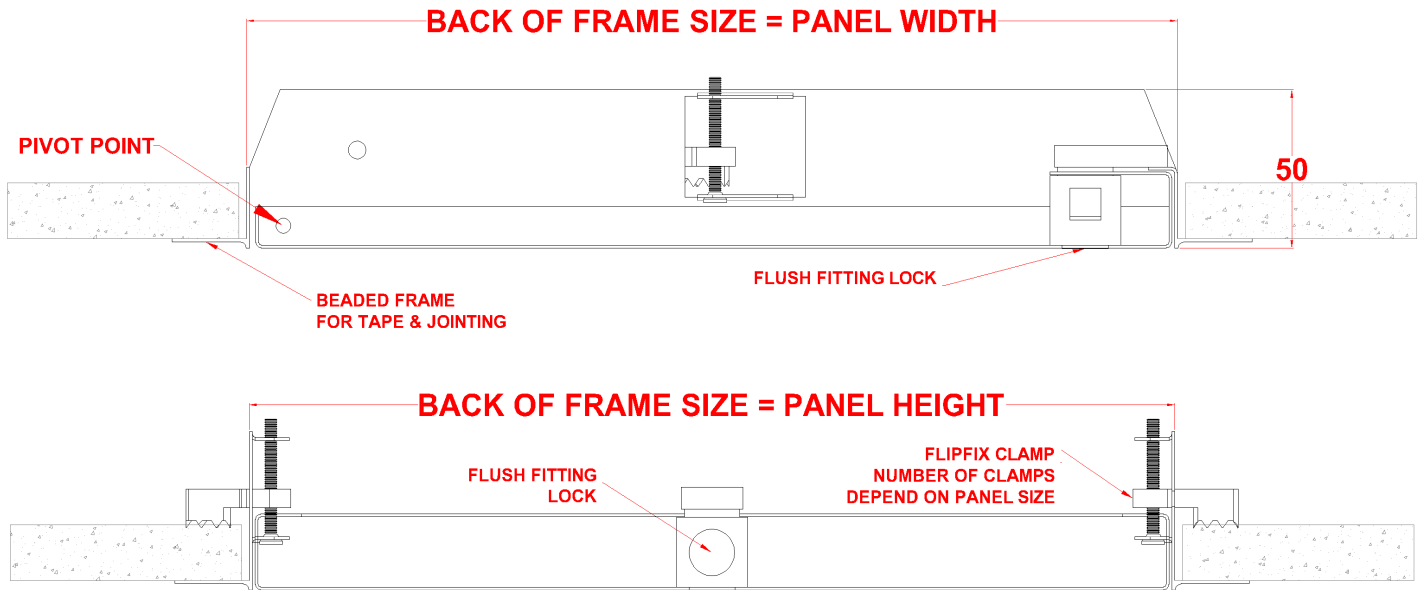 BACK OF FRAME SIZE = PANEL WIDTH
PIVOT POINT
50
FLUSH FITTING LOCK
BEADED FRAME
FOR TAPE & JOINTING
BACK OF FRAME SIZE = PANEL HEIGHT
FLUSH FITTING
LOCK
FLIPFIX CLAMP
NUMBER OF CLAMPS
DEPEND ON PANEL SIZE